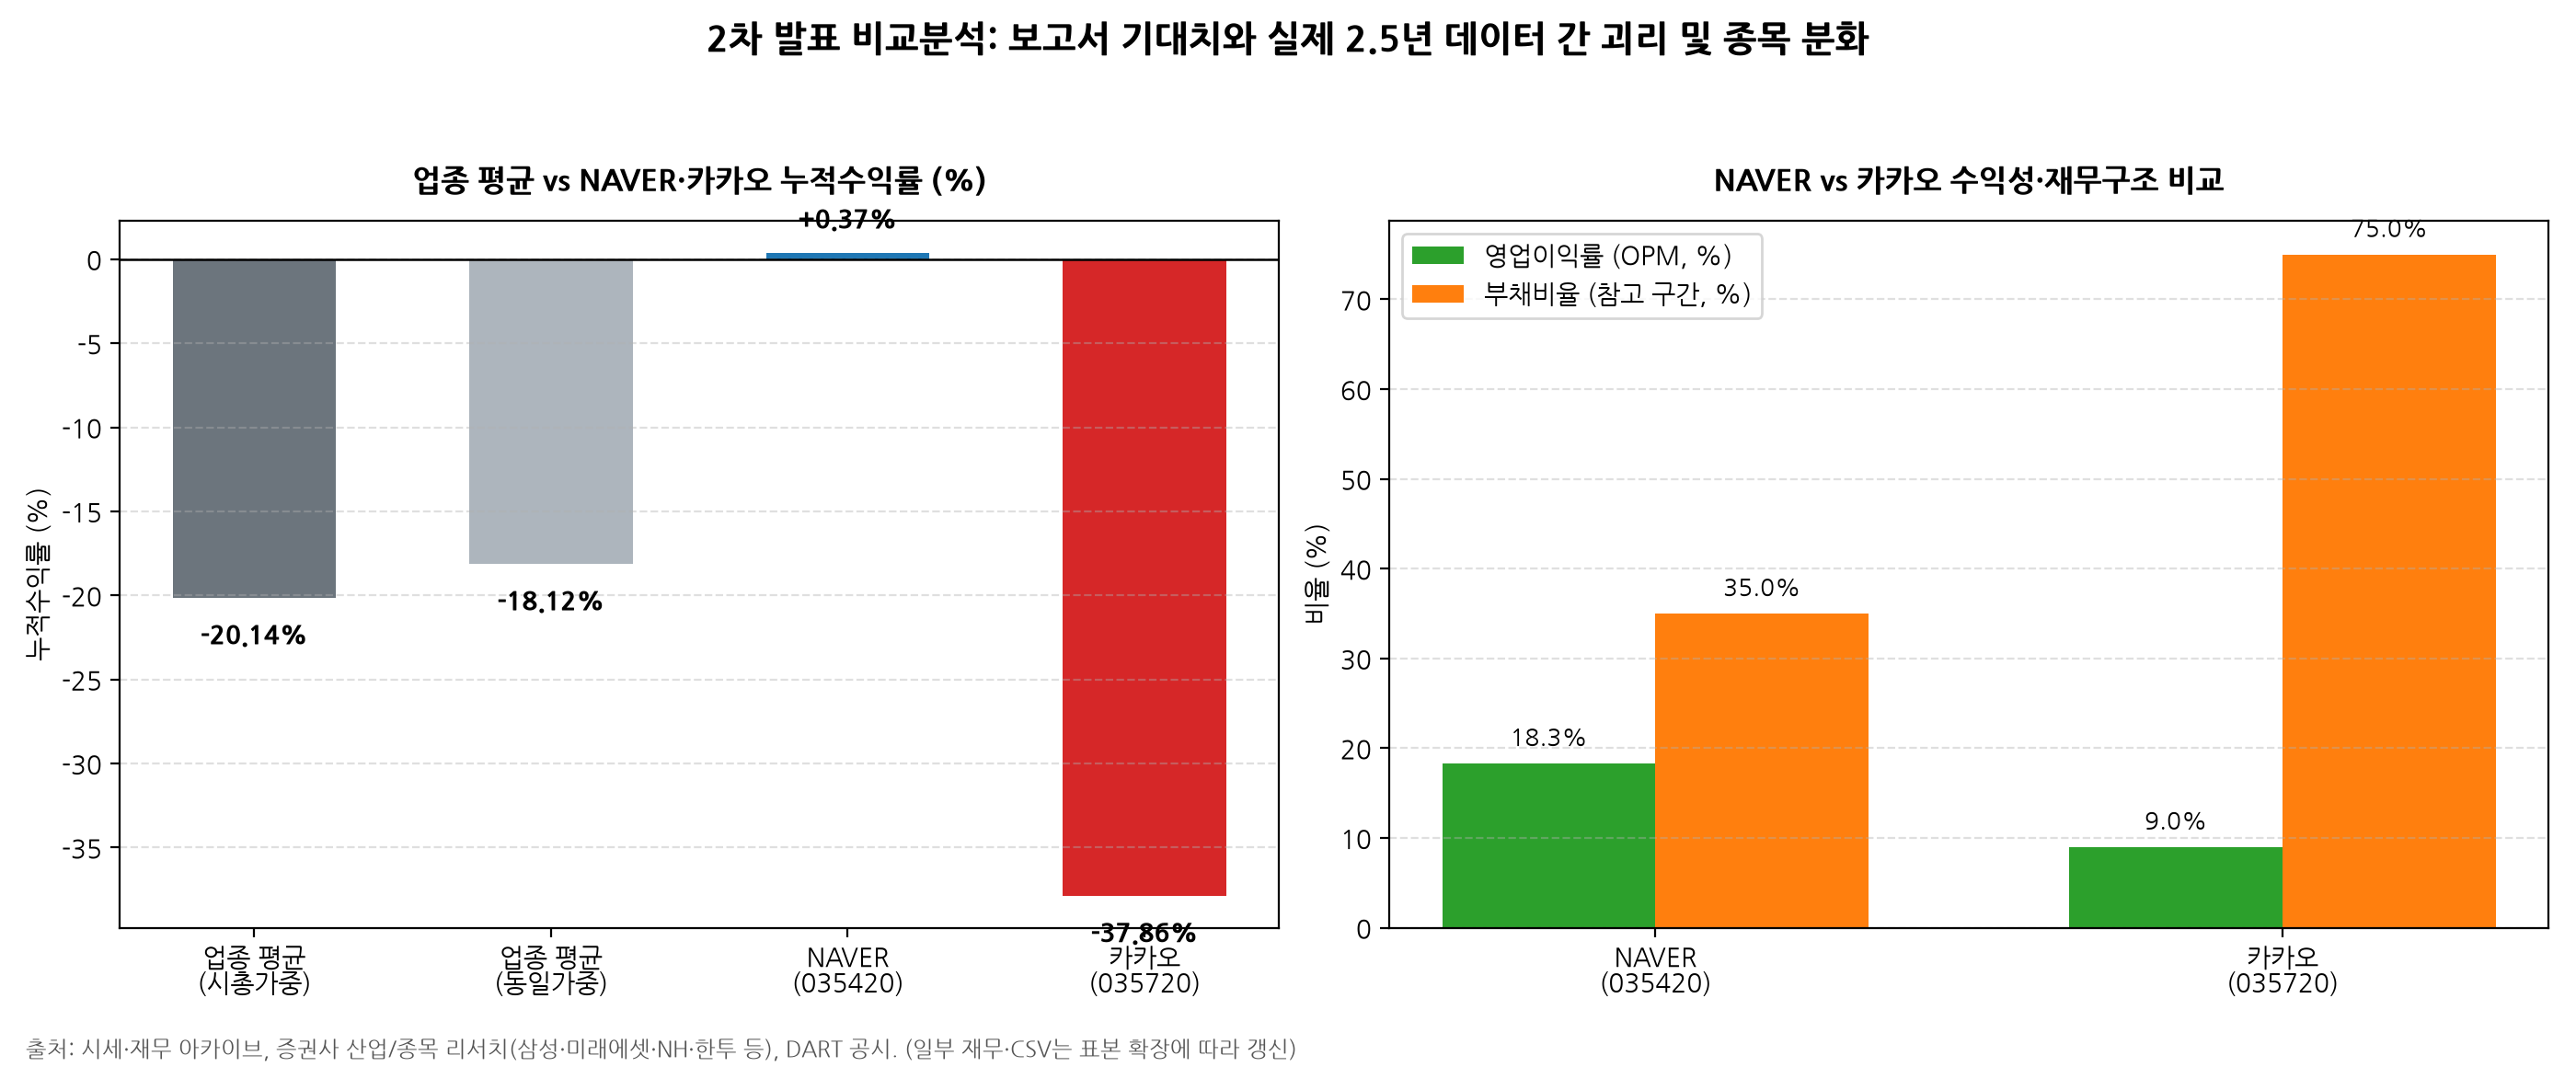 2차 발표 비교분석: 보고서 기대치와 실제 2.5년 데이터 간 괴리 및 종목 분화
업종 평균 vs NAVER·카카오 누적수익률 (%)
+0.37%
0
-5
-10
-15
-20
-25
-30
-35
누적수익률 (%)
-20.14%
-18.12%
-37.86%
업종 평균
(시총가중)
업종 평균
(동일가중)
NAVER
(035420)
카카오
(035720)
NAVER vs 카카오 수익성·재무구조 비교
영업이익률 (OPM, %)
부채비율 (참고 구간, %)
75.0%
70
60
50
40
30
20
10
0
비율 (%)
18.3%
35.0%
9.0%
NAVER
(035420)
카카오
(035720)
출처: 시세·재무 아카이브, 증권사 산업/종목 리서치(삼성·미래에셋·NH·한투 등), DART 공시. (일부 재무·CSV는 표본 확장에 따라 갱신)